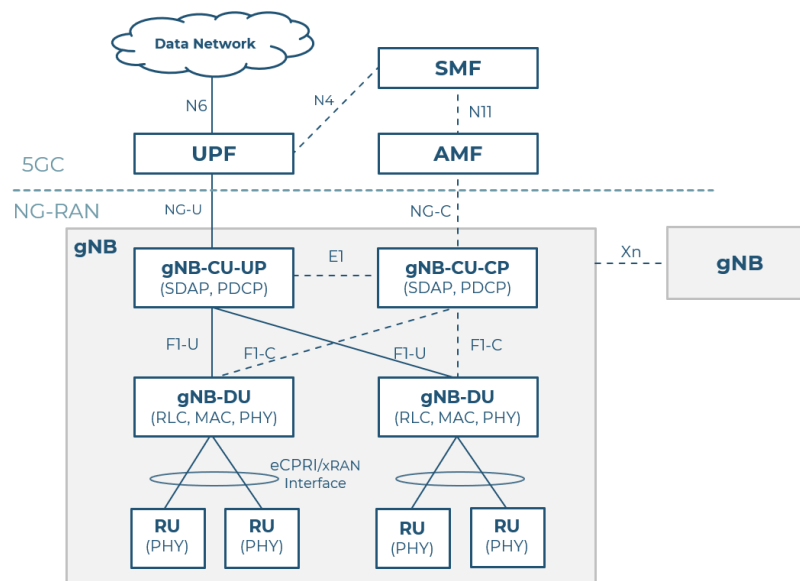 Data Network
SMF
N6
N4
N11
UPF
AMF
5GC
NG-RAN
NG-U
NG-C
gNB
gNB-CU-UP
(SDAP, PDCP)
E1
gNB-CU-CP
(SDAP, PDCP)
Xn
gNB
F1-U
F1-C
F1-U
F1-C
gNB-DU
(RLC, MAC, PHY)
gNB-DU
(RLC, MAC, PHY)
eCPRI/xRAN
Interface
RU
(PHY)
RU
(PHY)
RU
(PHY)
RU
(PHY)